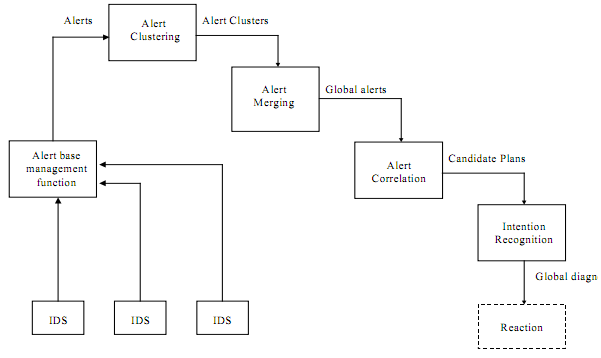 Alerts
Alert
Clustering
Alert Clusters
Alert
Merging
Global alerts
Alert base
management
function
Alert
Correlation
Candidate Plans
Intention
Recognition
Global diagn
IDS
IDS
IDS
Reaction